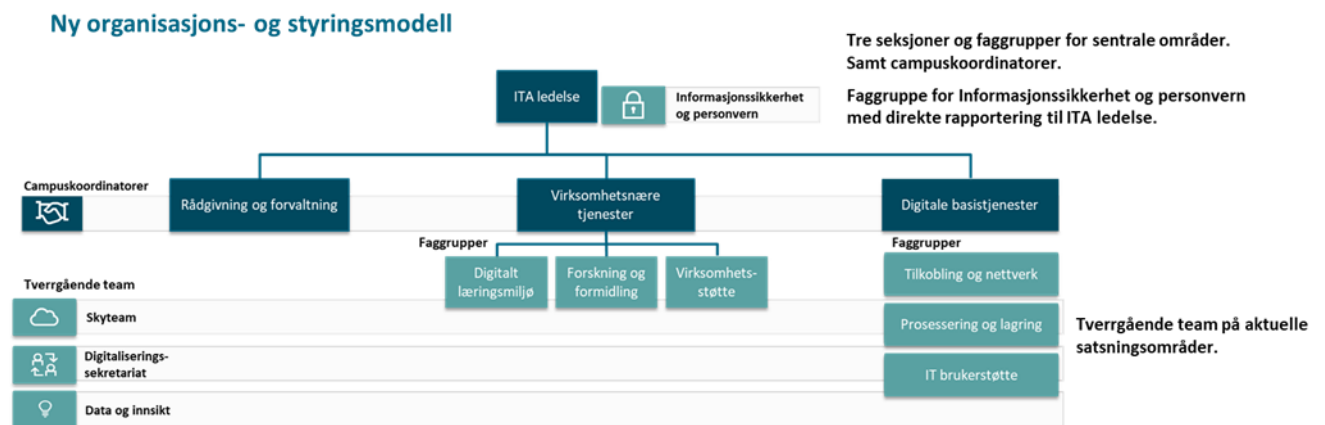 Ny organisasjons- og styringsmodell
Tre seksjoner og faggrupper for sentrale områder.
Samt campuskoordinatorer.
Faggruppe for Informasjonssikkerhet og personvern
med direkte rapportering til ITA ledelse.
ITA ledelse
Informasjonssikkerhet
og personvern
Campuskoordinatorer
Rådgivning og forvaltning
Virksomhetsnære
tjenester
Digitale basistjenester
Faggrupper
Digitalt
læringsmiljø
Forskning og
formidling
Virksomhets-
støtte
Faggrupper
Tilkobling og nettverk
Prosessering og lagring
IT brukerstøtte
Tverrgående team
Skyteam
Digitaliserings-
sekretariat
Data og innsikt
Tverrgående team på aktuelle
satsningsområder.